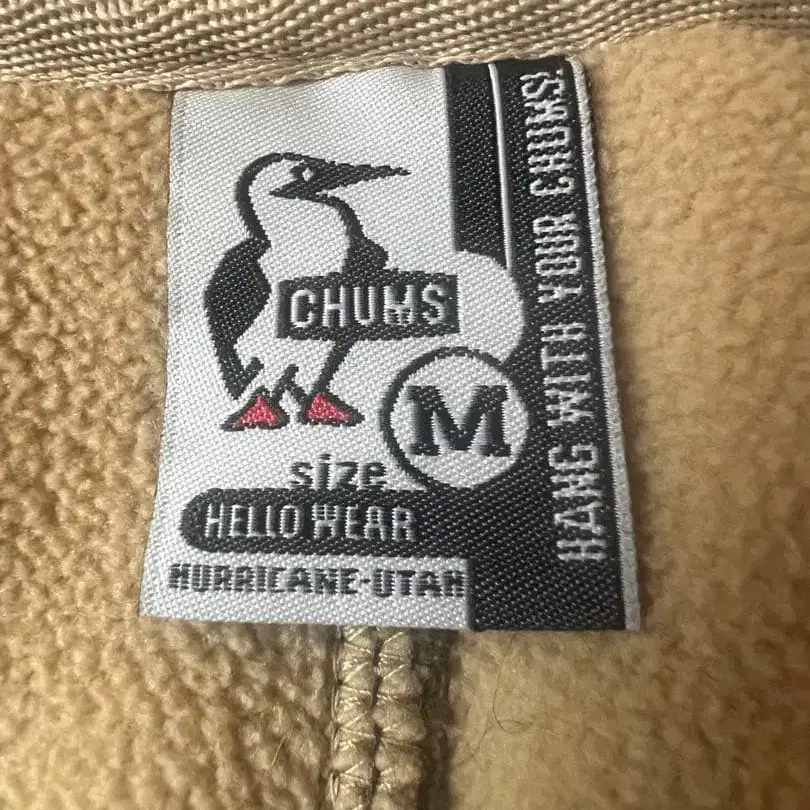 CHUMS
M
size
HELLO WEAR
HURRICANE-UTAH
HANG WITH YOUR CHUMS!